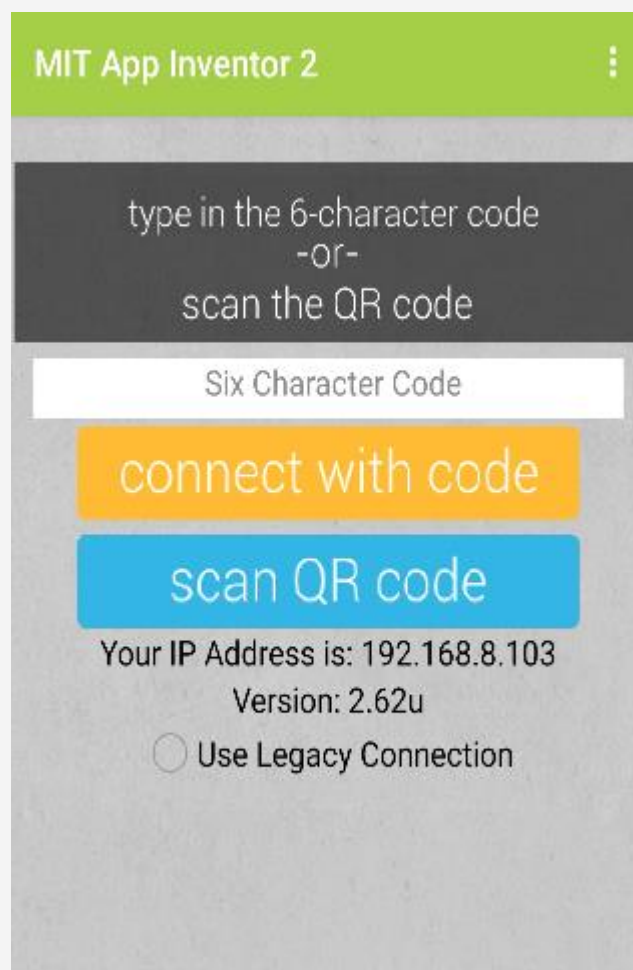 MIT App Inventor 2
type in the 6-character code
-or-
scan the QR code
Six Character Code
connect with code
scan QR code
Your IP Address is: 192.168.8.103
Version: 2.62u
Use Legacy Connection